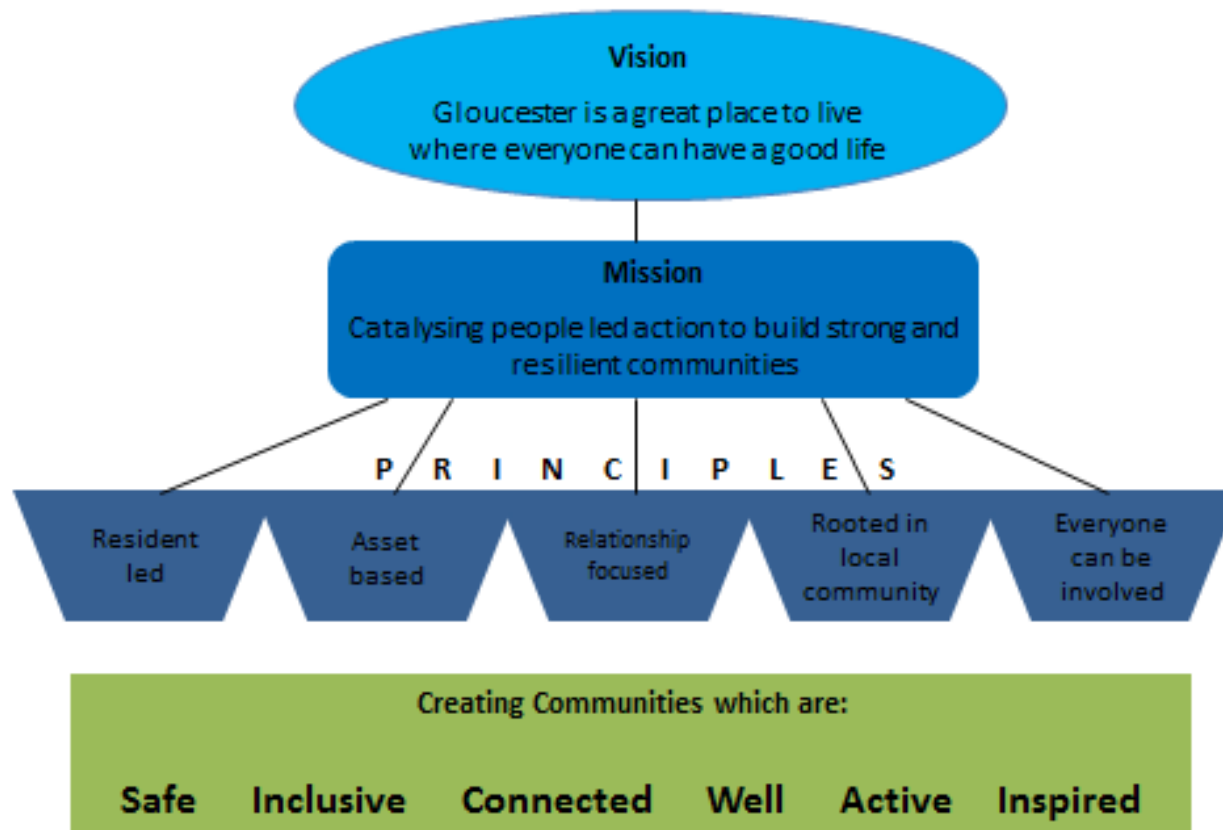 Vision
Gloucester is a great place to live
where everyone can have a good life
Mission
Catalysing people led action to build strong and
resilient communities
P R I N C I P L E S
Resident
led
Asset
based
Relationship
focused
Rooted in
local
community
Everyone
can be
involved
Creating Communities which are:
Safe Inclusive Connected Well Active Inspired